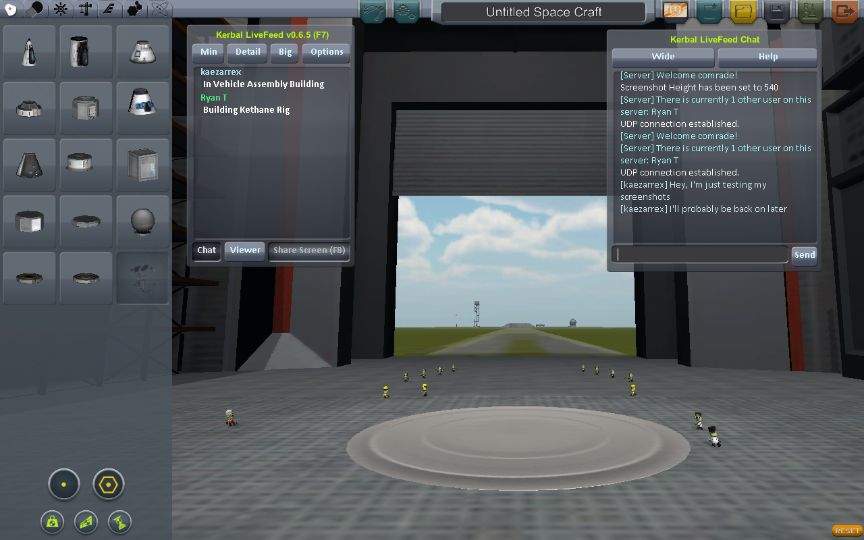 Untitled Space Craft
Kerbal LiveFeed v0.6.5 (F7)
Min
Detail
Big
Options
kaezarrex
In Vehicle Assembly Building
Ryan T
Building Kethane Rig
Chat
Viewer
Share Screen (F8)
Kerbal LiveFeed Chat
Wide
Help
[Server] Welcome comrade!
Screenshot Height has been set to 540
[Server] There is currently 1 other user on this
server: Ryan T
UDP connection established.
[Server] Welcome comrade!
[Server] There is currently 1 other user on this
server: Ryan T
UDP connection established.
[kaezarrex] Hey, I'm just testing my
screenshots
[kaezarrex] I'll probably be back on later
Send
RESET